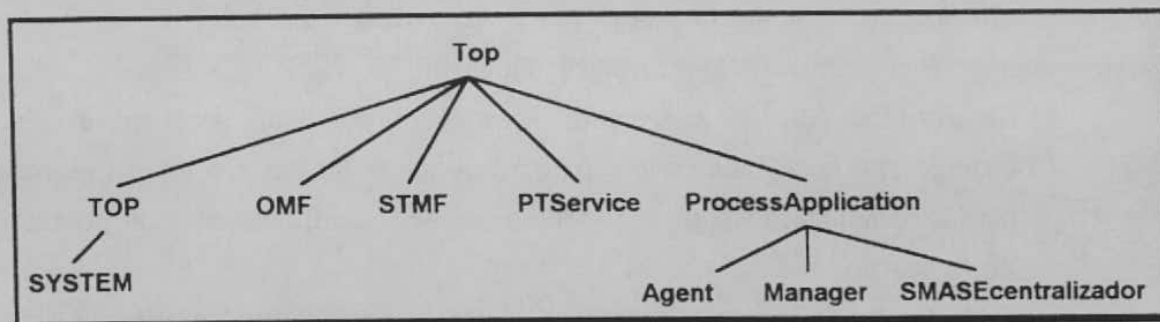 Top
TOP OMF STMF PTService ProcessApplication
SYSTEM
Agent Manager SMASEcentralizador